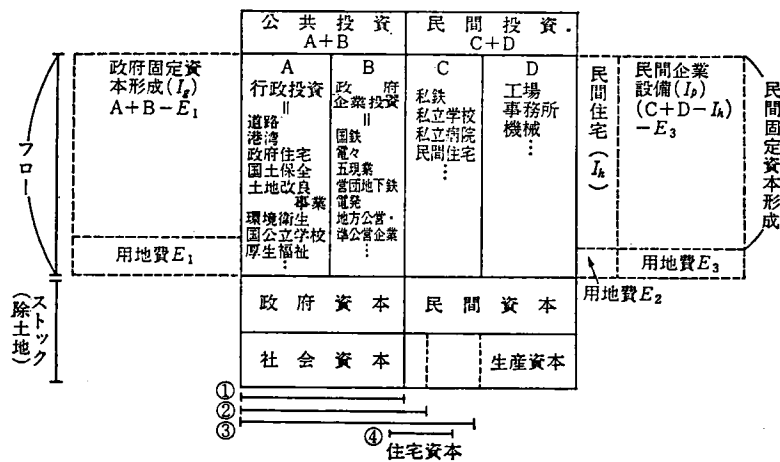 公共投資
A+B
民間投資
C+D
政府固定資
本形成(Ig)
A+B-E₁
A
行政投資
=
道路
港湾
政府住宅
国土保全
土地改良
事業
環境衛生
国公立学校
厚生福祉
…
B
政府
企業投資
=
国鉄
電々
五現業
営団地下鉄
電発
地方公営・
準公営企業
…
C
私鉄
私立学校
私立病院
民間住宅
…
D
工場
事務所
機械
…
民間住宅(Ih)
民間企業
設備(Ip)
(C+D-Ih)
-E₃
民間固定資本形成
フロー
用地費E₁
用地費E₃
用地費E₂
ストック
(除土地)
政府資本
民間資本
社会資本
生産資本
①
②
③
④
住宅資本